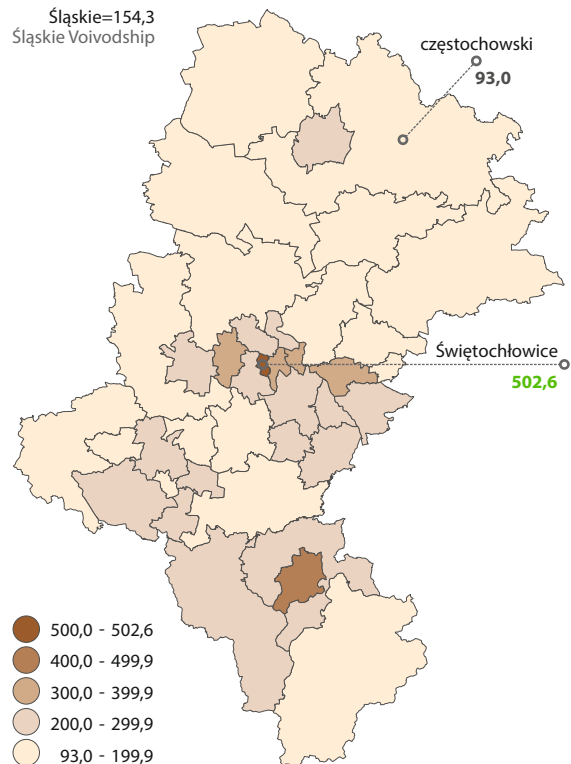 Śląskie=154,3
Śląskie Voivodship
częstochowski
93,0
Świętochłowice
502,6
500,0 - 502,6
400,0 - 499,9
300,0 - 399,9
200,0 - 299,9
93,0 - 199,9